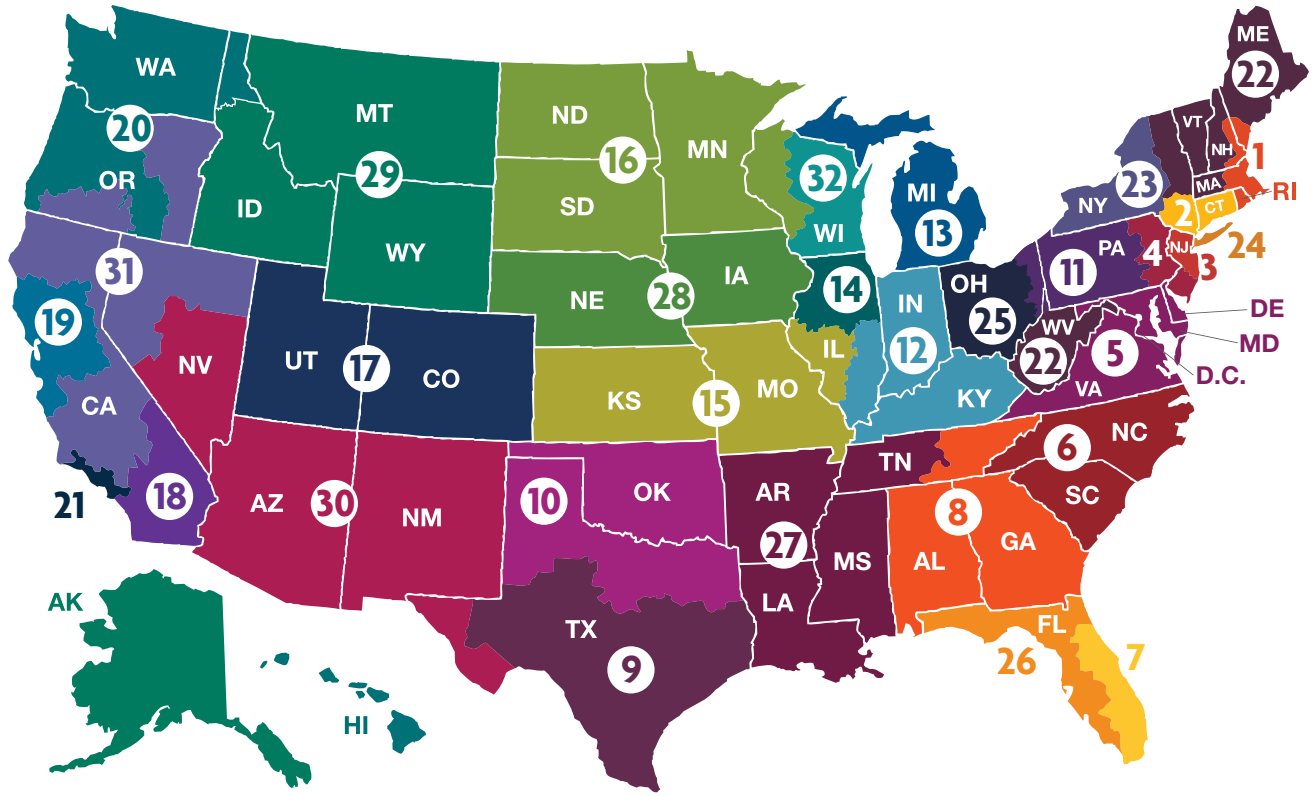 ME
22
WA
MT
ND
MN
VT
NH
1
20
16
29
32
OR
MI
MA
RI
23
NY
CT
2
ID
SD
WI
13
24
WY
PA
4
NJ
3
31
11
IA
28
14
OH
NE
IN
25
DE
19
WV
MD
IL
12
5
22
D.C.
NV
UT
17
CO
VA
CA
KS
15
MO
KY
6
NC
TN
21
18
AZ
30
NM
10
OK
AR
SC
8
27
GA
MS
AL
AK
LA
TX
FL
26
7
9
HI